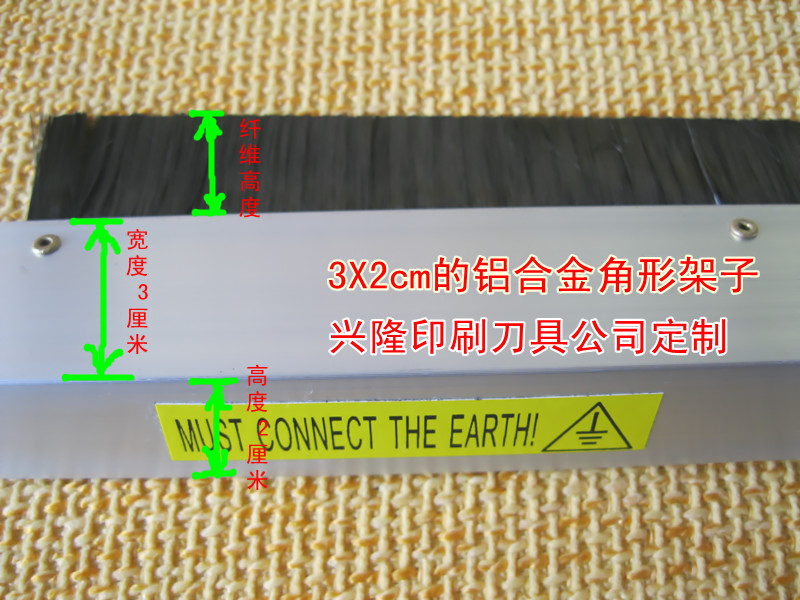 纤维高度
宽度3厘米
3X2cm的铝合金角形架子
兴隆印刷刀具公司定制
高度2厘米
MUST CONNECT THE EARTH!